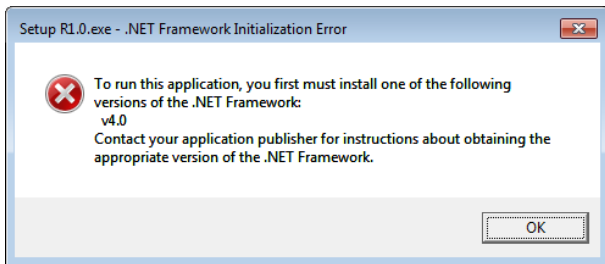 Setup R1.0.exe - .NET Framework Initialization Error
To run this application, you first must install one of the following
versions of the .NET Framework:
v4.0
Contact your application publisher for instructions about obtaining the
appropriate version of the .NET Framework.
OK